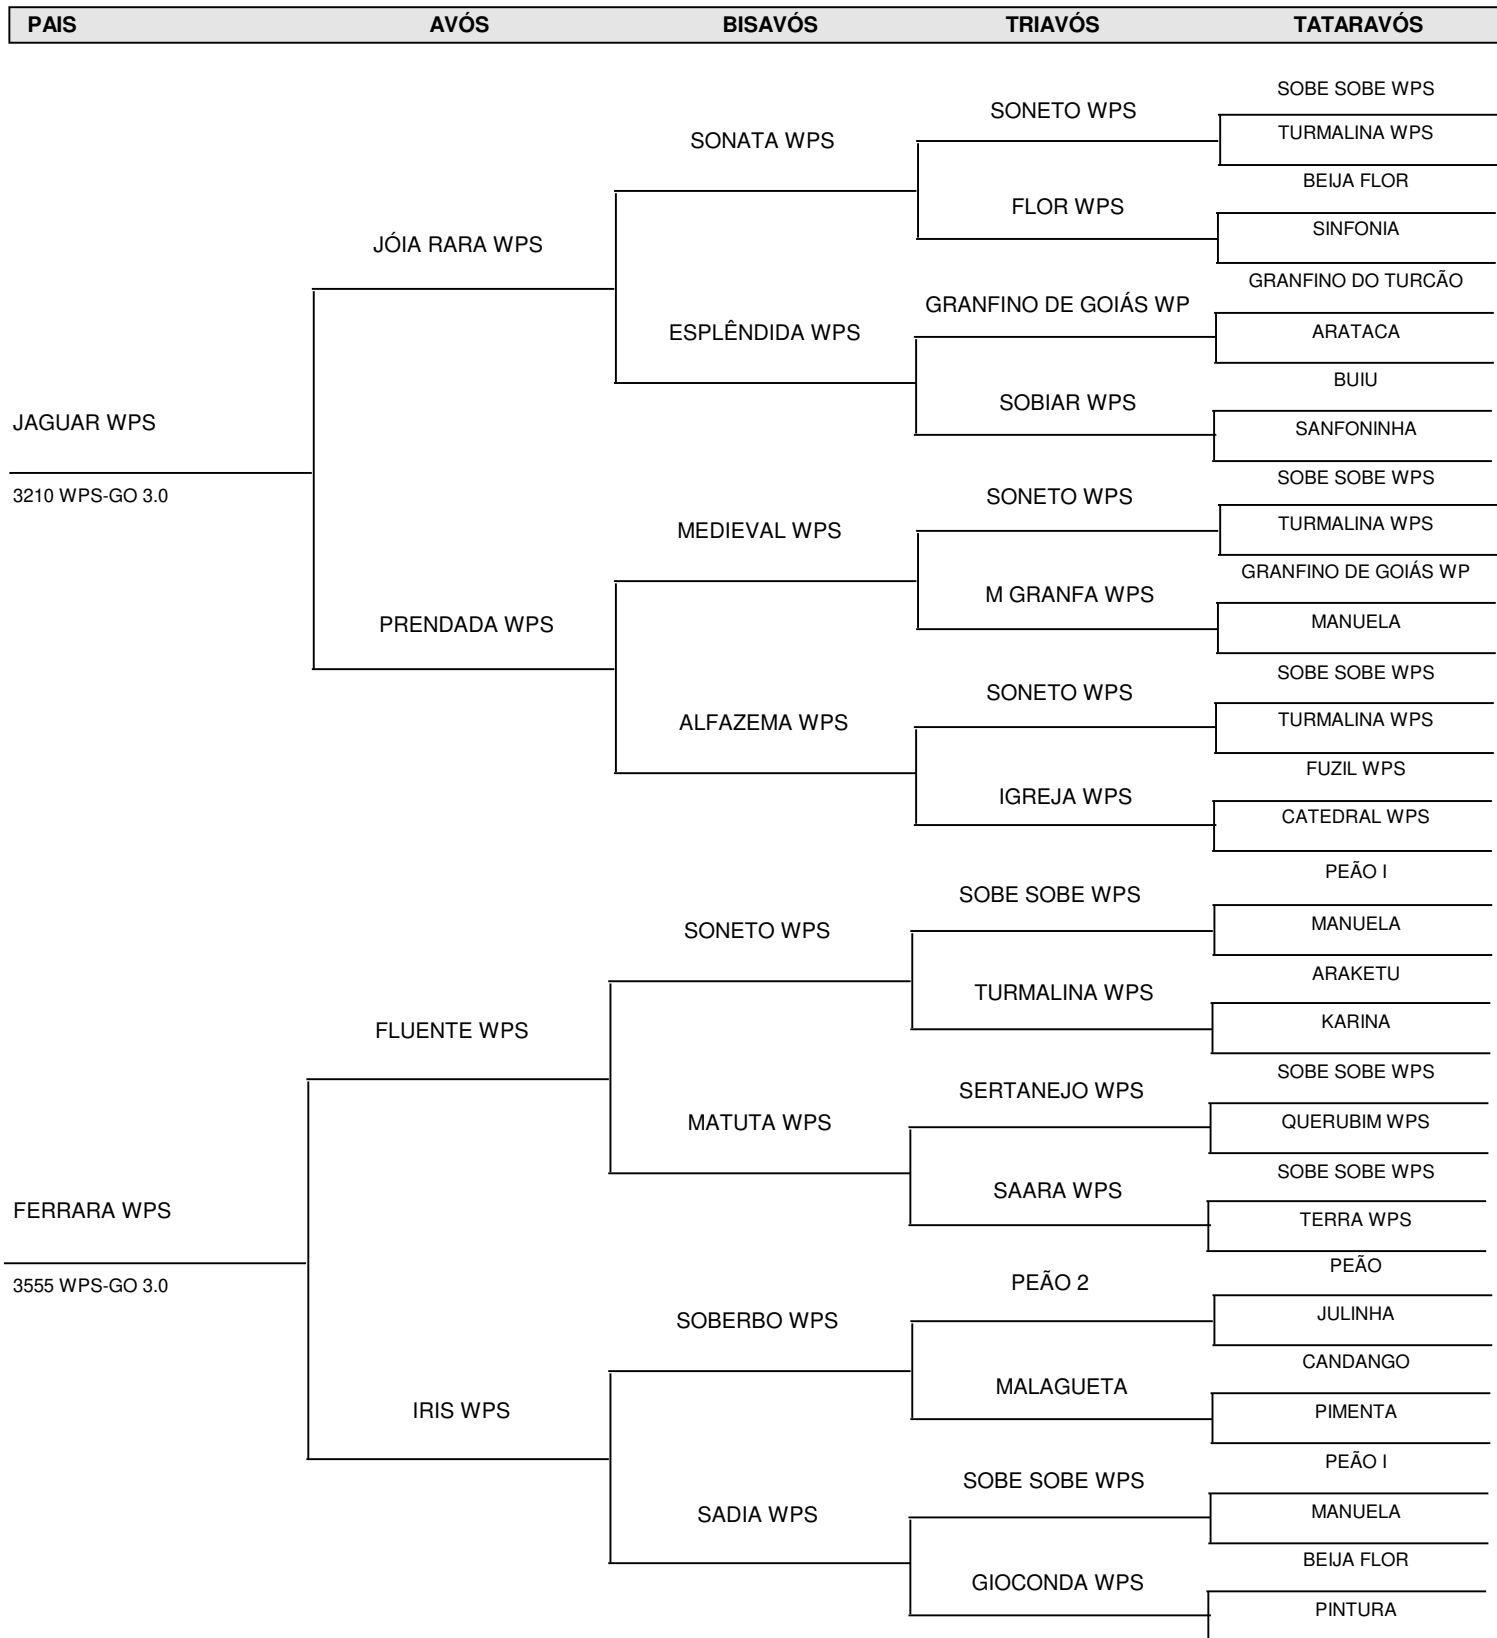 PAIS AVÓS BISAVÓS TRIAVÓS TATARAVÓS
SOBE SOBE WPS
SONETO WPS
TURMALINA WPS
SONATA WPS
BEIJA FLOR
FLOR WPS
SINFONIA
JÓIA RARA WPS
GRANFINO DO TURCÃO
GRANFINO DE GOIÁS WP
ARATACA
ESPLÊNDIDA WPS
BUIU
SOBIAR WPS
SANFONINHA
JAGUAR WPS
3210 WPS-GO 3.0
SOBE SOBE WPS
SONETO WPS
TURMALINA WPS
MEDIEVAL WPS
GRANFINO DE GOIÁS WP
M GRANFA WPS
MANUELA
PRENDADA WPS
SOBE SOBE WPS
SONETO WPS
TURMALINA WPS
ALFAZEMA WPS
FUZIL WPS
IGREJA WPS
CATEDRAL WPS
PEÃO I
SOBE SOBE WPS
MANUELA
SONETO WPS
ARAKETU
TURMALINA WPS
KARINA
FLUENTE WPS
SOBE SOBE WPS
SERTANEJO WPS
QUERUBIM WPS
MATUTA WPS
SOBE SOBE WPS
SAARA WPS
TERRA WPS
FERRARA WPS
3555 WPS-GO 3.0
PEÃO
PEÃO 2
JULINHA
SOBERBO WPS
CANDANGO
MALAGUETA
PIMENTA
IRIS WPS
PEÃO I
SOBE SOBE WPS
MANUELA
SADIA WPS
BEIJA FLOR
GIOCONDA WPS
PINTURA